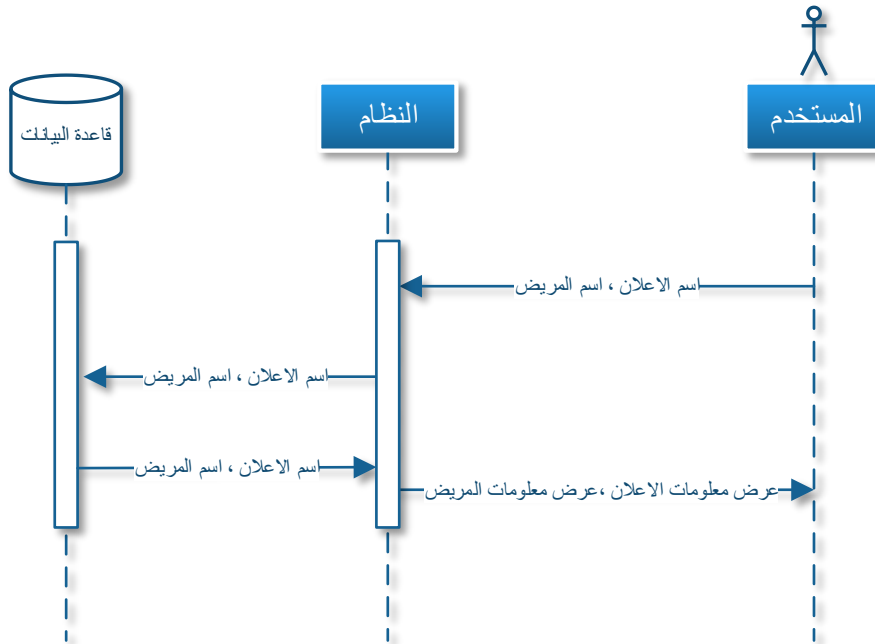 المستخدم
النظام
قاعدة البيانات
اسم الاعلان ، اسم المريض
اسم الاعلان ، اسم المريض
اسم الاعلان ، اسم المريض
عرض معلومات الاعلان ،عرض معلومات المريض